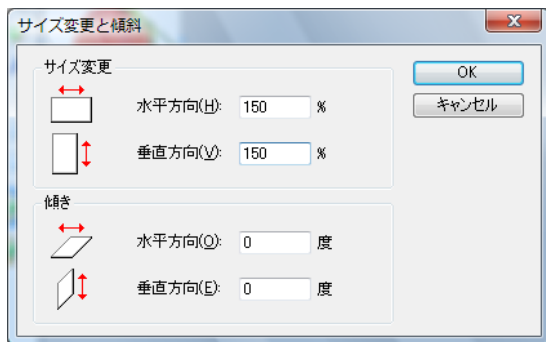 サイズ変更と傾斜
サイズ変更
水平方向(H): 150 %
垂直方向(V): 150 %
傾き
水平方向(O): 0 度
垂直方向(E): 0 度
OK
キャンセル